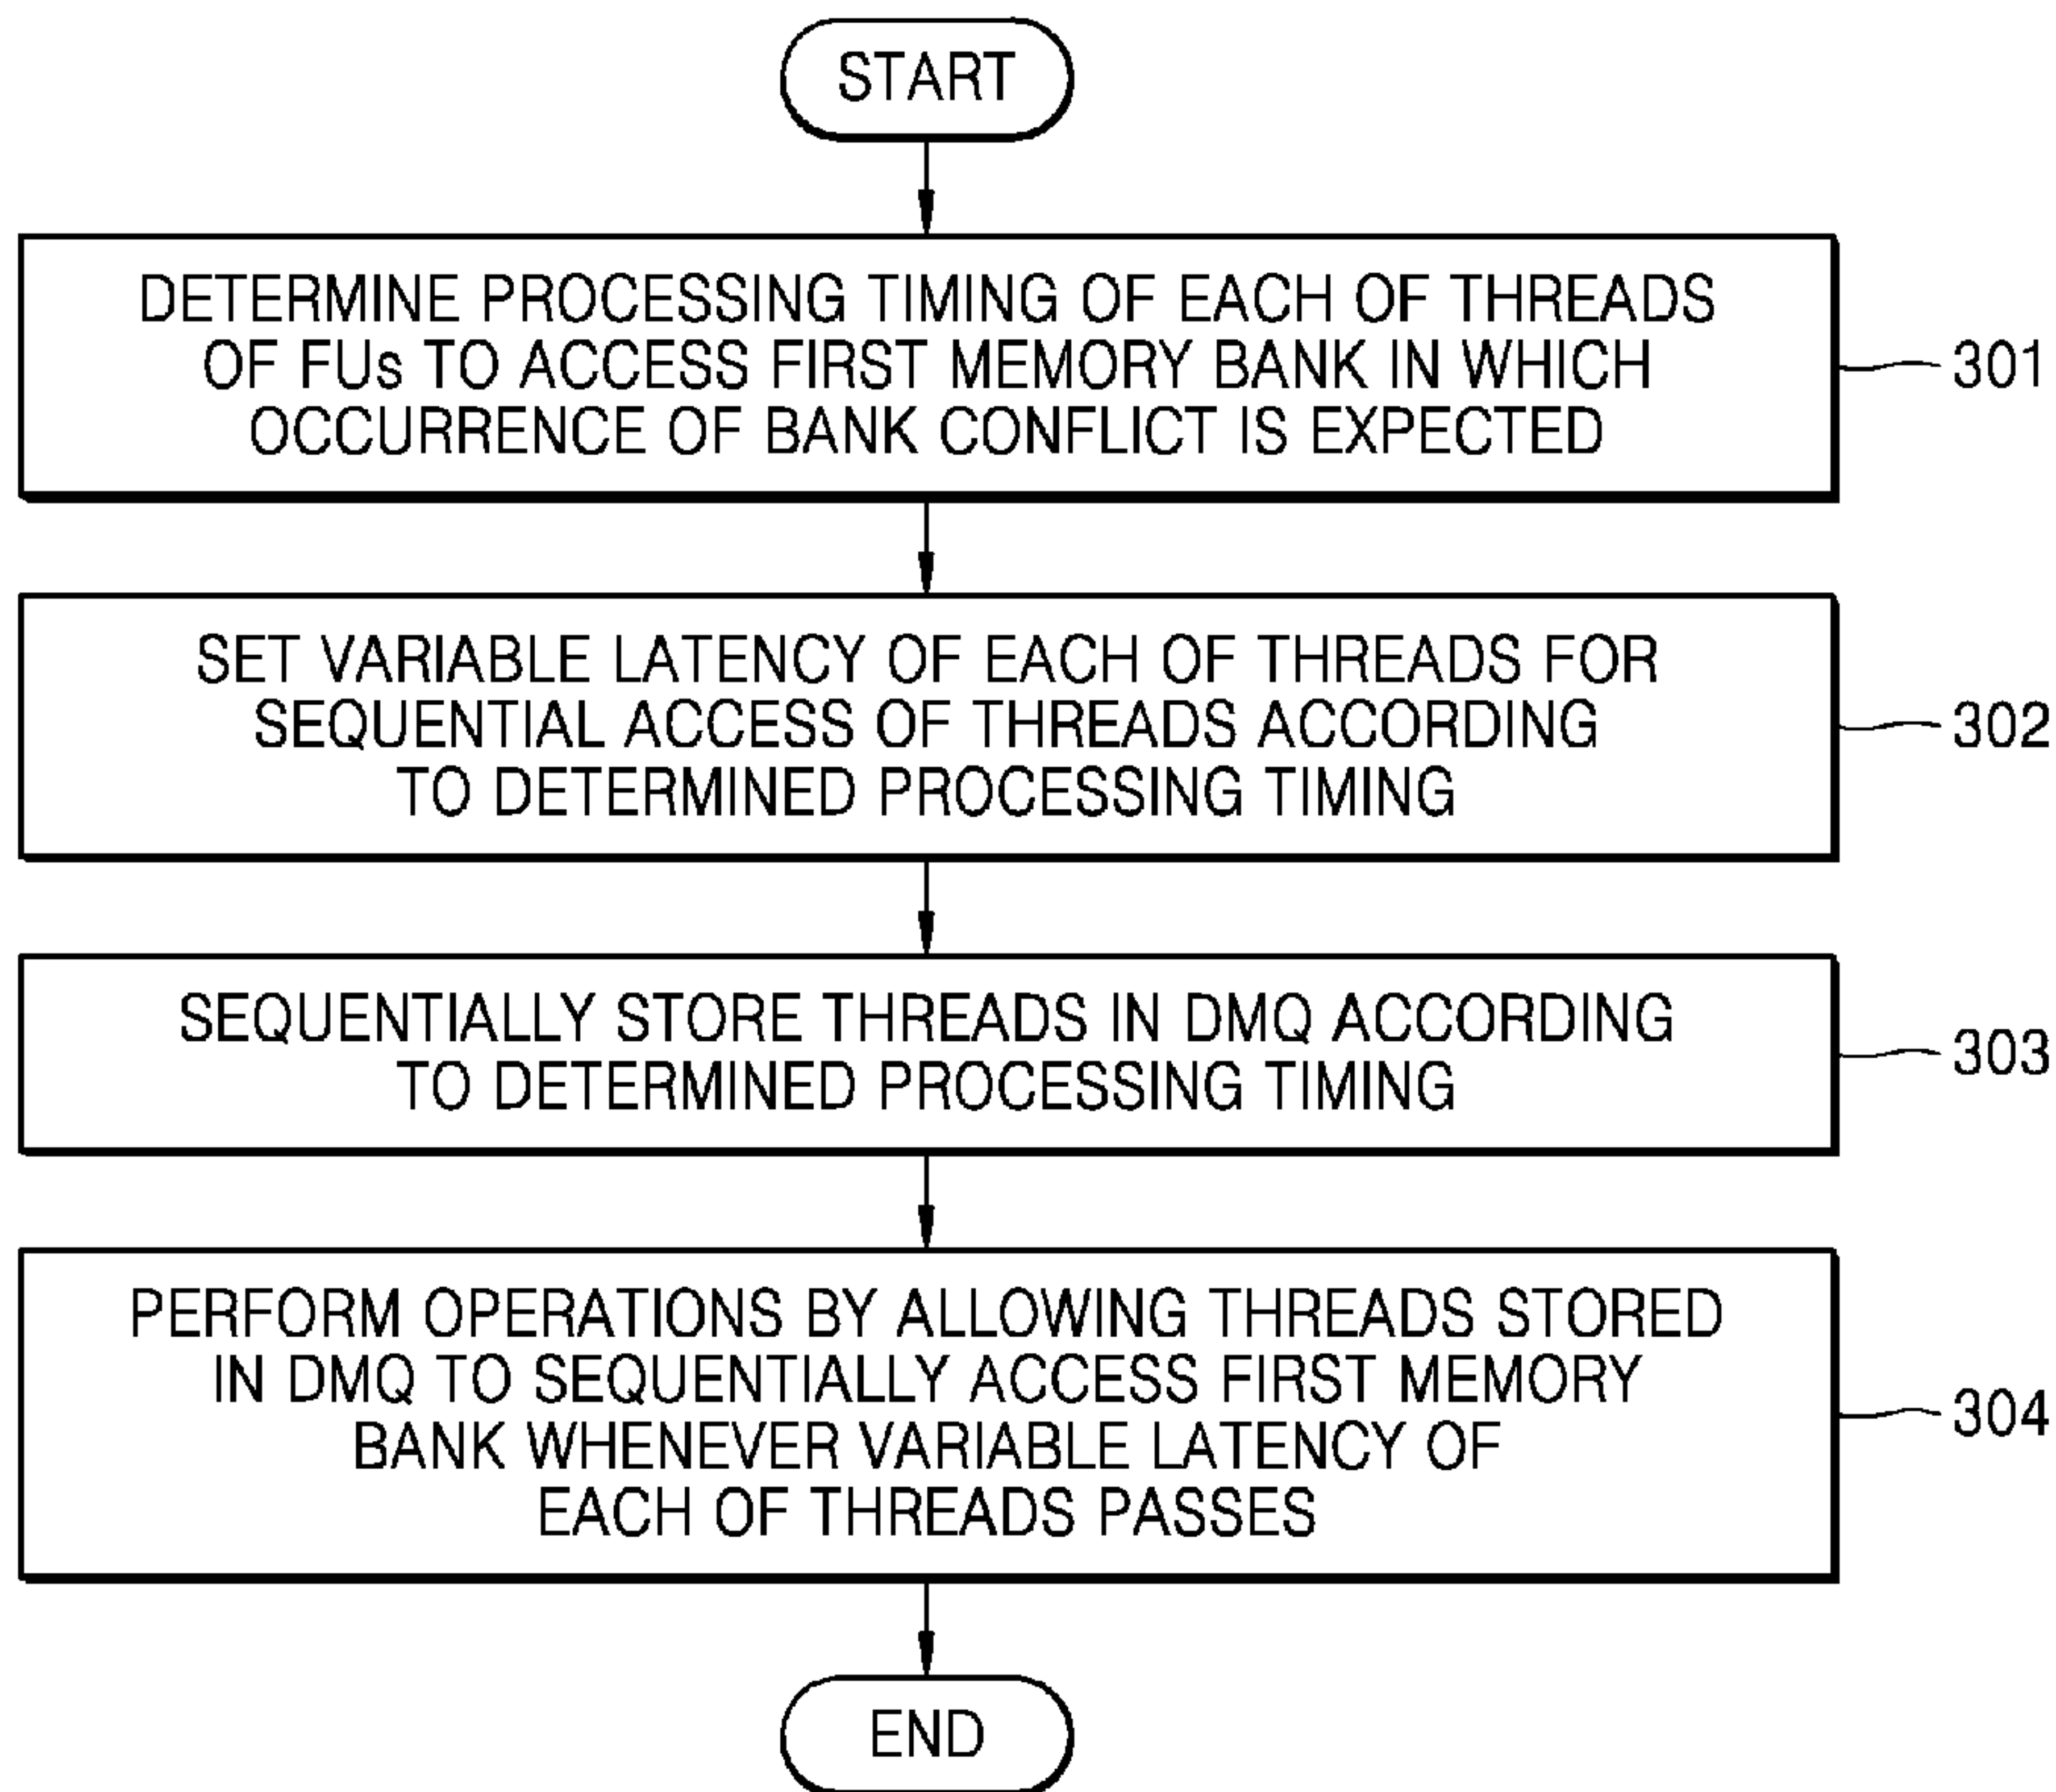 START
DETERMINE PROCESSING TIMING OF EACH OF THREADS
OF FUs TO ACCESS FIRST MEMORY BANK IN WHICH
OCCURRENCE OF BANK CONFLICT IS EXPECTED
301
SET VARIABLE LATENCY OF EACH OF THREADS FOR
SEQUENTIAL ACCESS OF THREADS ACCORDING
TO DETERMINED PROCESSING TIMING
302
SEQUENTIALLY STORE THREADS IN DMQ ACCORDING
TO DETERMINED PROCESSING TIMING
303
PERFORM OPERATIONS BY ALLOWING THREADS STORED
IN DMQ TO SEQUENTIALLY ACCESS FIRST MEMORY
BANK WHENEVER VARIABLE LATENCY OF
EACH OF THREADS PASSES
304
END